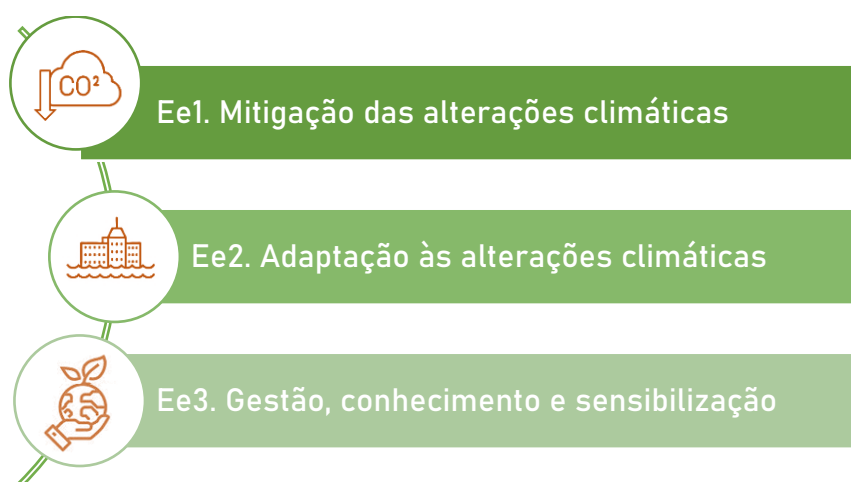 CO²
Ee1. Mitigação das alterações climáticas
Ee2. Adaptação às alterações climáticas
Ee3. Gestão, conhecimento e sensibilização